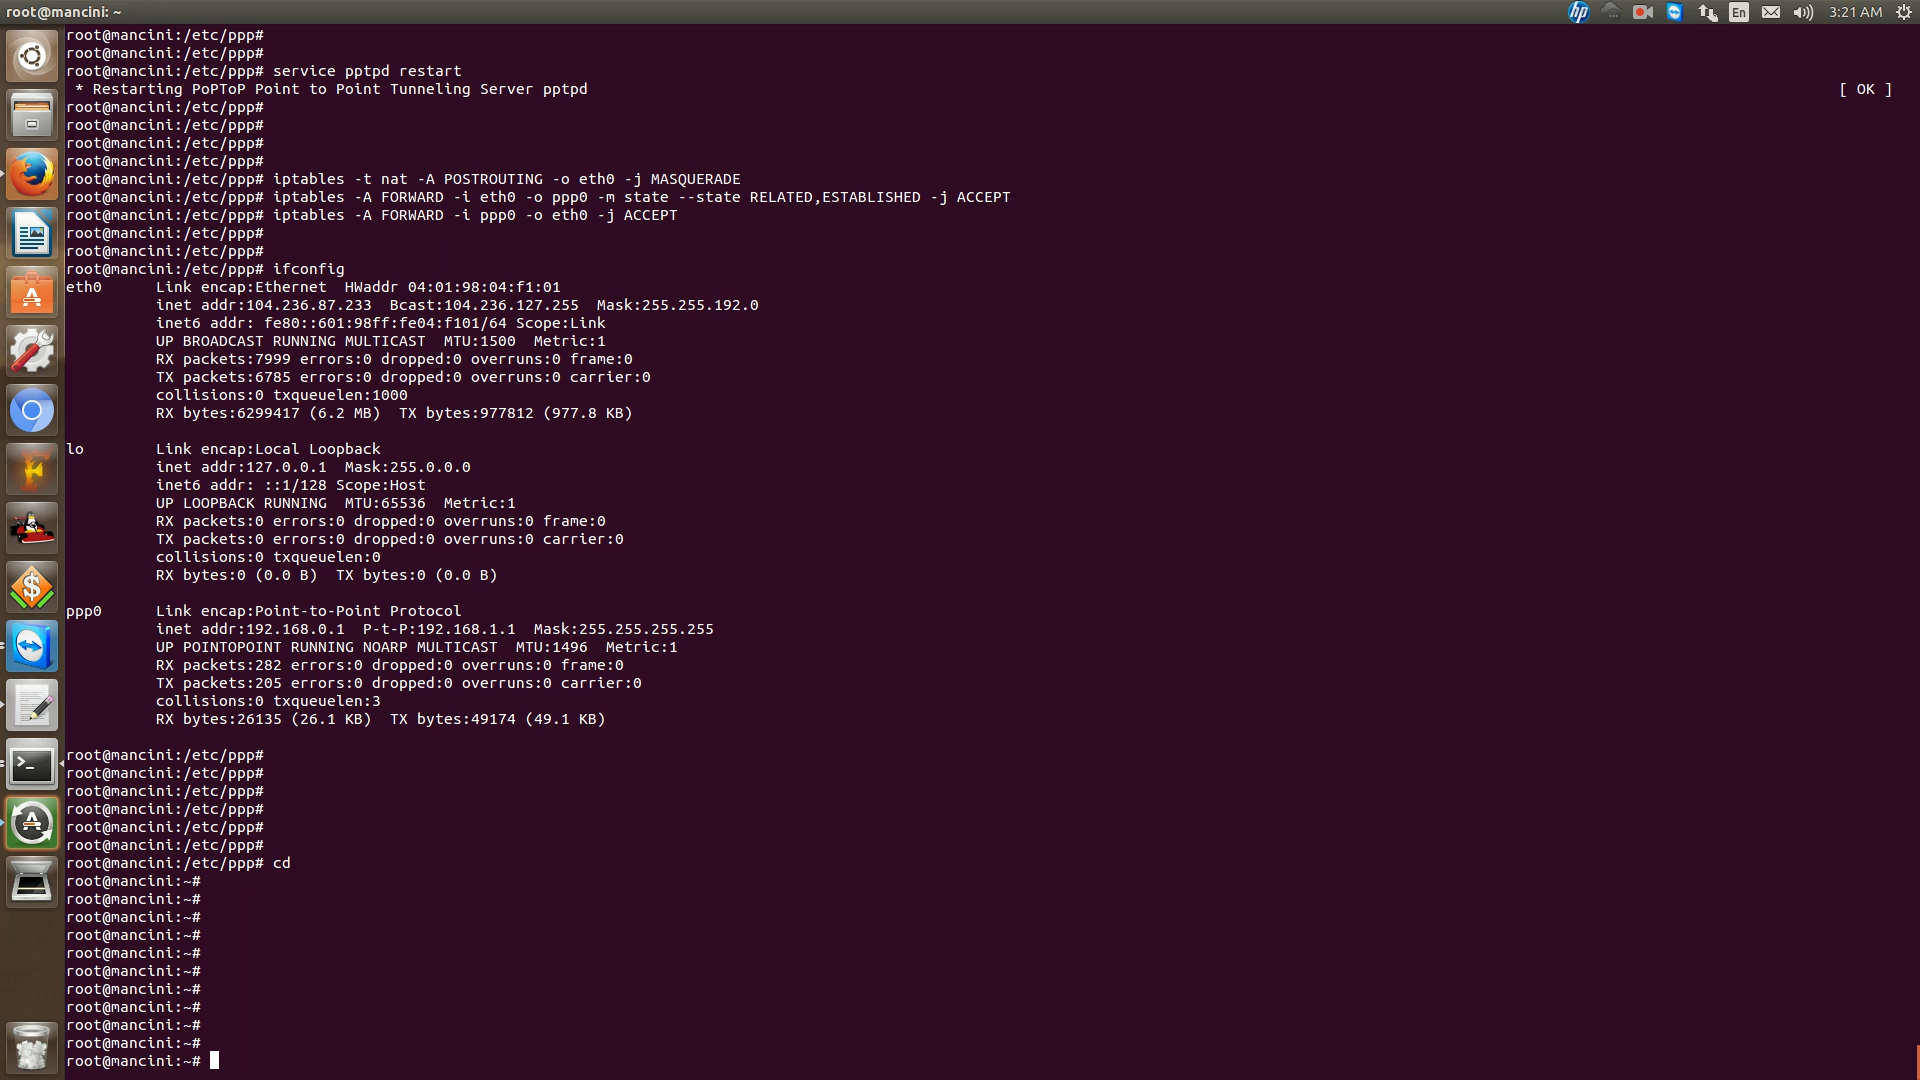 root@mancini: ~
hp En 3:21 AM
root@mancini:/etc/ppp#
root@mancini:/etc/ppp#
root@mancini:/etc/ppp# service pptpd restart
 * Restarting PoPToP Point to Point Tunneling Server pptpd [ OK ]
root@mancini:/etc/ppp#
root@mancini:/etc/ppp#
root@mancini:/etc/ppp#
root@mancini:/etc/ppp#
root@mancini:/etc/ppp# iptables -t nat -A POSTROUTING -o eth0 -j MASQUERADE
root@mancini:/etc/ppp# iptables -A FORWARD -i eth0 -o ppp0 -m state --state RELATED,ESTABLISHED -j ACCEPT
root@mancini:/etc/ppp# iptables -A FORWARD -i ppp0 -o eth0 -j ACCEPT
root@mancini:/etc/ppp#
root@mancini:/etc/ppp#
root@mancini:/etc/ppp# ifconfig
eth0      Link encap:Ethernet  HWaddr 04:01:98:04:f1:01
          inet addr:104.236.87.233  Bcast:104.236.127.255  Mask:255.255.192.0
          inet6 addr: fe80::601:98ff:fe04:f101/64 Scope:Link
          UP BROADCAST RUNNING MULTICAST  MTU:1500  Metric:1
          RX packets:7999 errors:0 dropped:0 overruns:0 frame:0
          TX packets:6785 errors:0 dropped:0 overruns:0 carrier:0
          collisions:0 txqueuelen:1000
          RX bytes:6299417 (6.2 MB)  TX bytes:977812 (977.8 KB)

lo        Link encap:Local Loopback
          inet addr:127.0.0.1  Mask:255.0.0.0
          inet6 addr: ::1/128 Scope:Host
          UP LOOPBACK RUNNING  MTU:65536  Metric:1
          RX packets:0 errors:0 dropped:0 overruns:0 frame:0
          TX packets:0 errors:0 dropped:0 overruns:0 carrier:0
          collisions:0 txqueuelen:0
          RX bytes:0 (0.0 B)  TX bytes:0 (0.0 B)

ppp0      Link encap:Point-to-Point Protocol
          inet addr:192.168.0.1  P-t-P:192.168.1.1  Mask:255.255.255.255
          UP POINTOPOINT RUNNING NOARP MULTICAST  MTU:1496  Metric:1
          RX packets:282 errors:0 dropped:0 overruns:0 frame:0
          TX packets:205 errors:0 dropped:0 overruns:0 carrier:0
          collisions:0 txqueuelen:3
          RX bytes:26135 (26.1 KB)  TX bytes:49174 (49.1 KB)

root@mancini:/etc/ppp#
root@mancini:/etc/ppp#
root@mancini:/etc/ppp#
root@mancini:/etc/ppp#
root@mancini:/etc/ppp#
root@mancini:/etc/ppp#
root@mancini:/etc/ppp# cd
root@mancini:~#
root@mancini:~#
root@mancini:~#
root@mancini:~#
root@mancini:~#
root@mancini:~#
root@mancini:~#
root@mancini:~#
root@mancini:~#
root@mancini:~#
root@mancini:~#